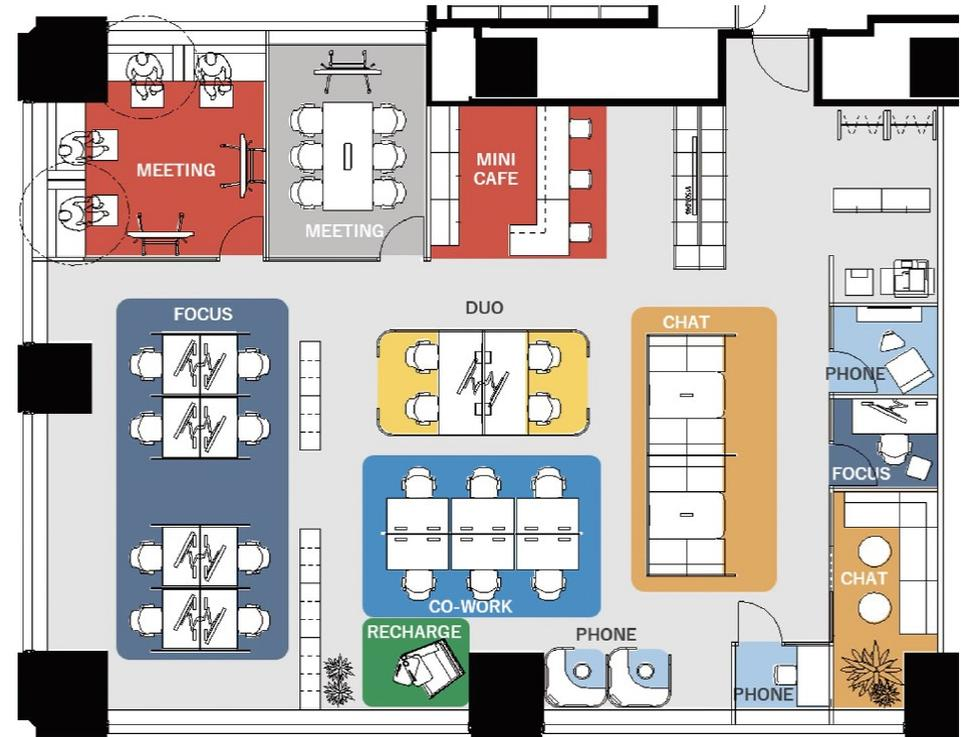 MEETING
MEETING
MINI
CAFE
FOCUS
DUO
CHAT
PHONE
FOCUS
CHAT
CO-WORK
RECHARGE
PHONE
PHONE